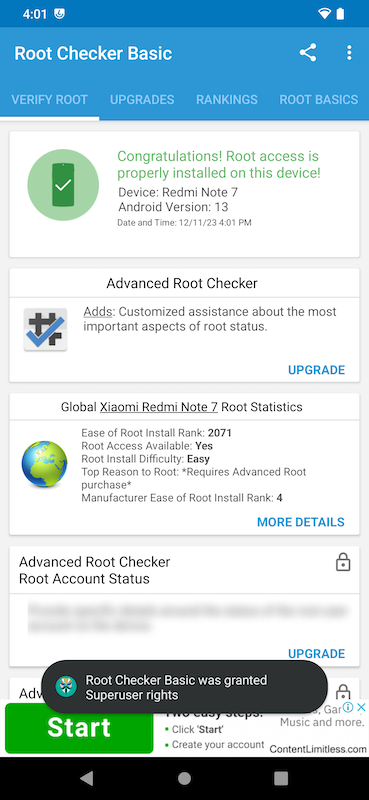 4:01
Root Checker Basic
VERIFY ROOT UPGRADES RANKINGS ROOT BASICS
Congratulations! Root access is
properly installed on this device!
Device: Redmi Note 7
Android Version: 13
Date and Time: 12/11/23 4:01 PM
Advanced Root Checker
Adds: Customized assistance about the most
important aspects of root status.
UPGRADE
Global Xiaomi Redmi Note 7 Root Statistics
Ease of Root Install Rank: 2071
Root Access Available: Yes
Root Install Difficulty: Easy
Top Reason to Root: *Requires Advanced Root
purchase*
Manufacturer Ease of Root Install Rank: 4
MORE DETAILS
Advanced Root Checker
Root Account Status
UPGRADE
Root Checker Basic was granted
Superuser rights
Start
Two easy steps:
• Click 'Start'
• Create your account
Music and more.
ContentLimitless.com